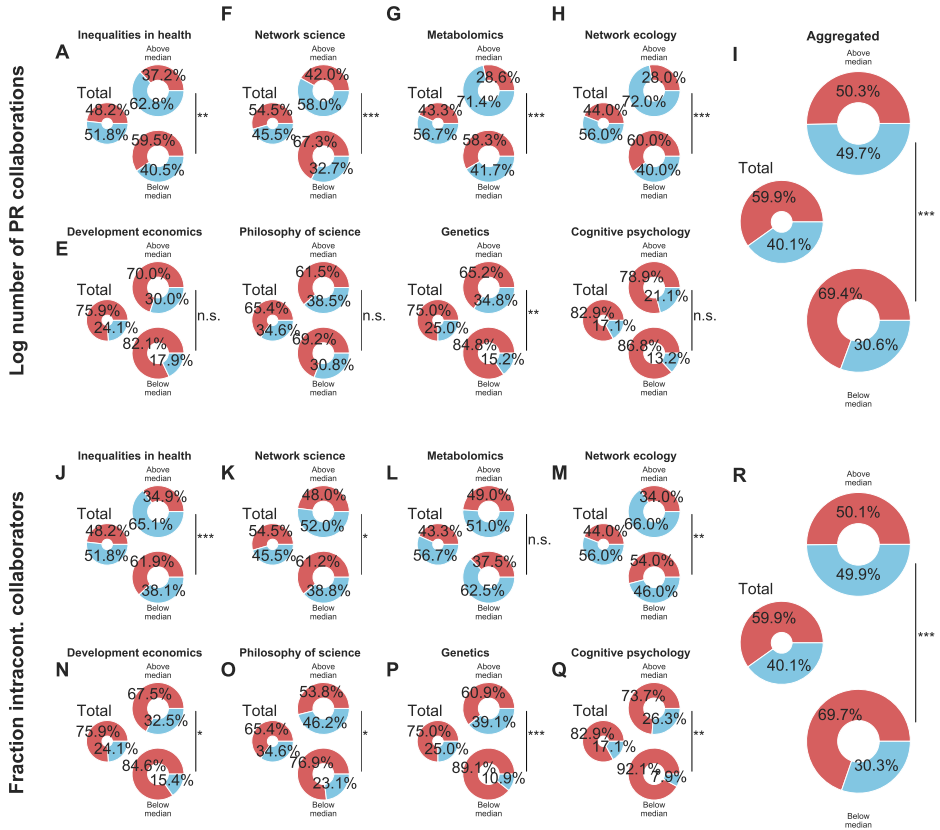 Log number of PR collaborations
A
Inequalities in health
Above
median
37.2%
62.8%
Total
48.2%
51.8%
59.5%
40.5%
Below
median
**
F
Network science
42.0%
58.0%
54.5%
45.5%
67.3%
32.7%
Below
median
***
G
Metabolomics
Above
median
28.6%
71.4%
Total
43.3%
56.7%
58.3%
41.7%
Below
median
***
H
Network ecology
Above
median
28.0%
72.0%
Total
44.0%
56.0%
60.0%
40.0%
Below
median
***
I
Aggregated
Above
median
50.3%
49.7%
Total
59.9%
40.1%
69.4%
30.6%
Below
median
***
E
Development economics
Above
median
70.0%
30.0%
Total
75.9%
24.1%
82.1%
17.9%
Below
median
n.s.
Philosophy of science
Above
median
61.5%
38.5%
Total
65.4%
34.6%
69.2%
30.8%
Below
median
n.s.
Genetics
Above
median
65.2%
34.8%
Total
75.0%
25.0%
84.8%
15.2%
Below
median
**
Cognitive psychology
Above
median
78.9%
21.1%
Total
82.9%
17.1%
86.8%
13.2%
Below
median
n.s.
Fraction intracont. collaborators
J
Inequalities in health
Above
median
34.9%
65.1%
Total
48.2%
51.8%
61.9%
38.1%
Below
median
***
K
Network science
Above
median
48.0%
52.0%
Total
54.5%
45.5%
61.2%
38.8%
Below
median
*
L
Metabolomics
Above
median
49.0%
51.0%
Total
43.3%
56.7%
37.5%
62.5%
Below
median
n.s.
M
Network ecology
Above
median
34.0%
66.0%
Total
44.0%
56.0%
54.0%
46.0%
Below
median
**
R
Above
median
50.1%
49.9%
Total
59.9%
40.1%
69.7%
30.3%
Below
median
***
N
Development economics
Above
median
67.5%
32.5%
Total
75.9%
24.1%
84.6%
15.4%
Below
median
*
O
Philosophy of science
Above
median
53.8%
46.2%
Total
65.4%
34.6%
76.9%
23.1%
Below
median
*
P
Genetics
Above
median
60.9%
39.1%
Total
75.0%
25.0%
89.1%
10.9%
Below
median
***
Q
Cognitive psychology
Above
median
73.7%
26.3%
Total
82.9%
17.1%
92.1%
7.9%
Below
median
**